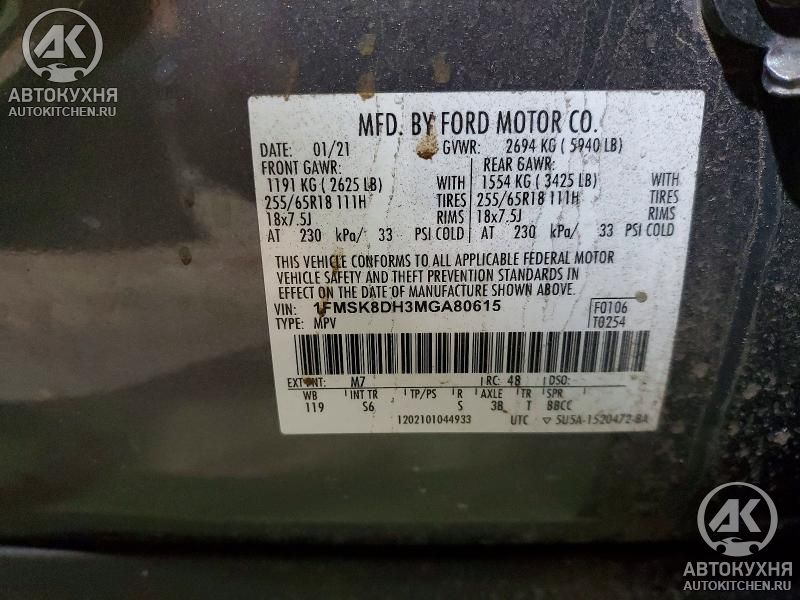 АК
АВТОКУХНЯ
AUTOKITCHEN.RU
MFD. BY FORD MOTOR CO.
DATE: 01/21 GVWR: 2694 KG ( 5940 LB)
FRONT GAWR: REAR GAWR:
1191 KG ( 2625 LB) WITH 1554 KG ( 3425 LB) WITH
255/65R18 111H TIRES 255/65R18 111H TIRES
18x7.5J RIMS 18x7.5J RIMS
AT 230 kPa/ 33 PSI COLD AT 230 kPa/ 33 PSI COLD
THIS VEHICLE CONFORMS TO ALL APPLICABLE FEDERAL MOTOR
VEHICLE SAFETY AND THEFT PREVENTION STANDARDS IN
EFFECT ON THE DATE OF MANUFACTURE SHOWN ABOVE.
VIN: 1FMSK8DH3MGA80615 F0106
TYPE: MPV T0254
EXT PNT: M7 RC: 48 DSO:
WB INT TR TP/PS R AXLE TR SPR
119 S6 S 3B T BBCC
1202101044933 UTC ▽ 5U5A-1520472-BA
АК
АВТОКУХНЯ
AUTOKITCHEN.RU